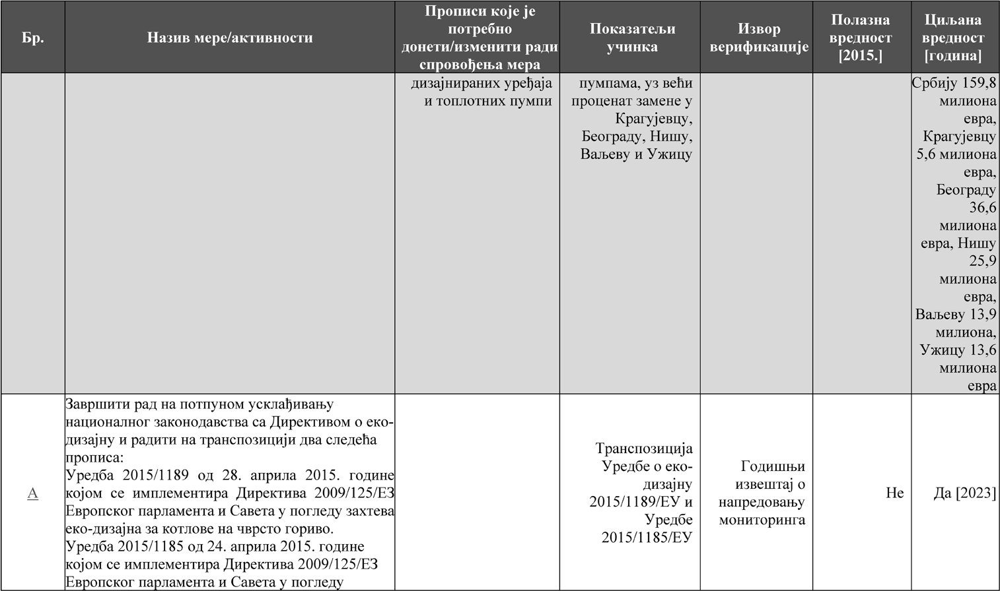 Бр.
Назив мере/активности
Прописи које је
потребно
донети/изменити ради
спровођења мера
Показатељи
учинка
Извор
верификације
Полазна
вредност
[2015.]
Циљана
вредност
[година]
дизајнираних уређаја
и топлотних пумпи
пумпама, уз већи
проценат замене у
Крагујевцу,
Београду, Нишу,
Ваљеву и Ужицу
Србију 159,8
милиона
евра,
Крагујевцу
5,6 милиона
евра,
Београду
36,6
милиона
евра, Нишу
25,9
милиона
евра,
Ваљеву 13,9
милиона,
Ужицу 13,6
милиона
евра
А
Завршити рад на потпуном усклађивању
националног законодавства са Директивом о еко-
дизајну и радити на транспозицији два следећа
прописа:
Уредба 2015/1189 од 28. априла 2015. године
којом се имплементира Директива 2009/125/ЕЗ
Европског парламента и Савета у погледу захтева
еко-дизајна за котлове на чврсто гориво.
Уредба 2015/1185 од 24. априла 2015. године
којом се имплементира Директива 2009/125/ЕЗ
Европског парламента и Савета у погледу
Транспозиција
Уредбе о еко-
дизајну
2015/1189/ЕУ и
Уредбе
2015/1185/ЕУ
Годишњи
извештај о
напредовању
мониторинга
Не
Да [2023]